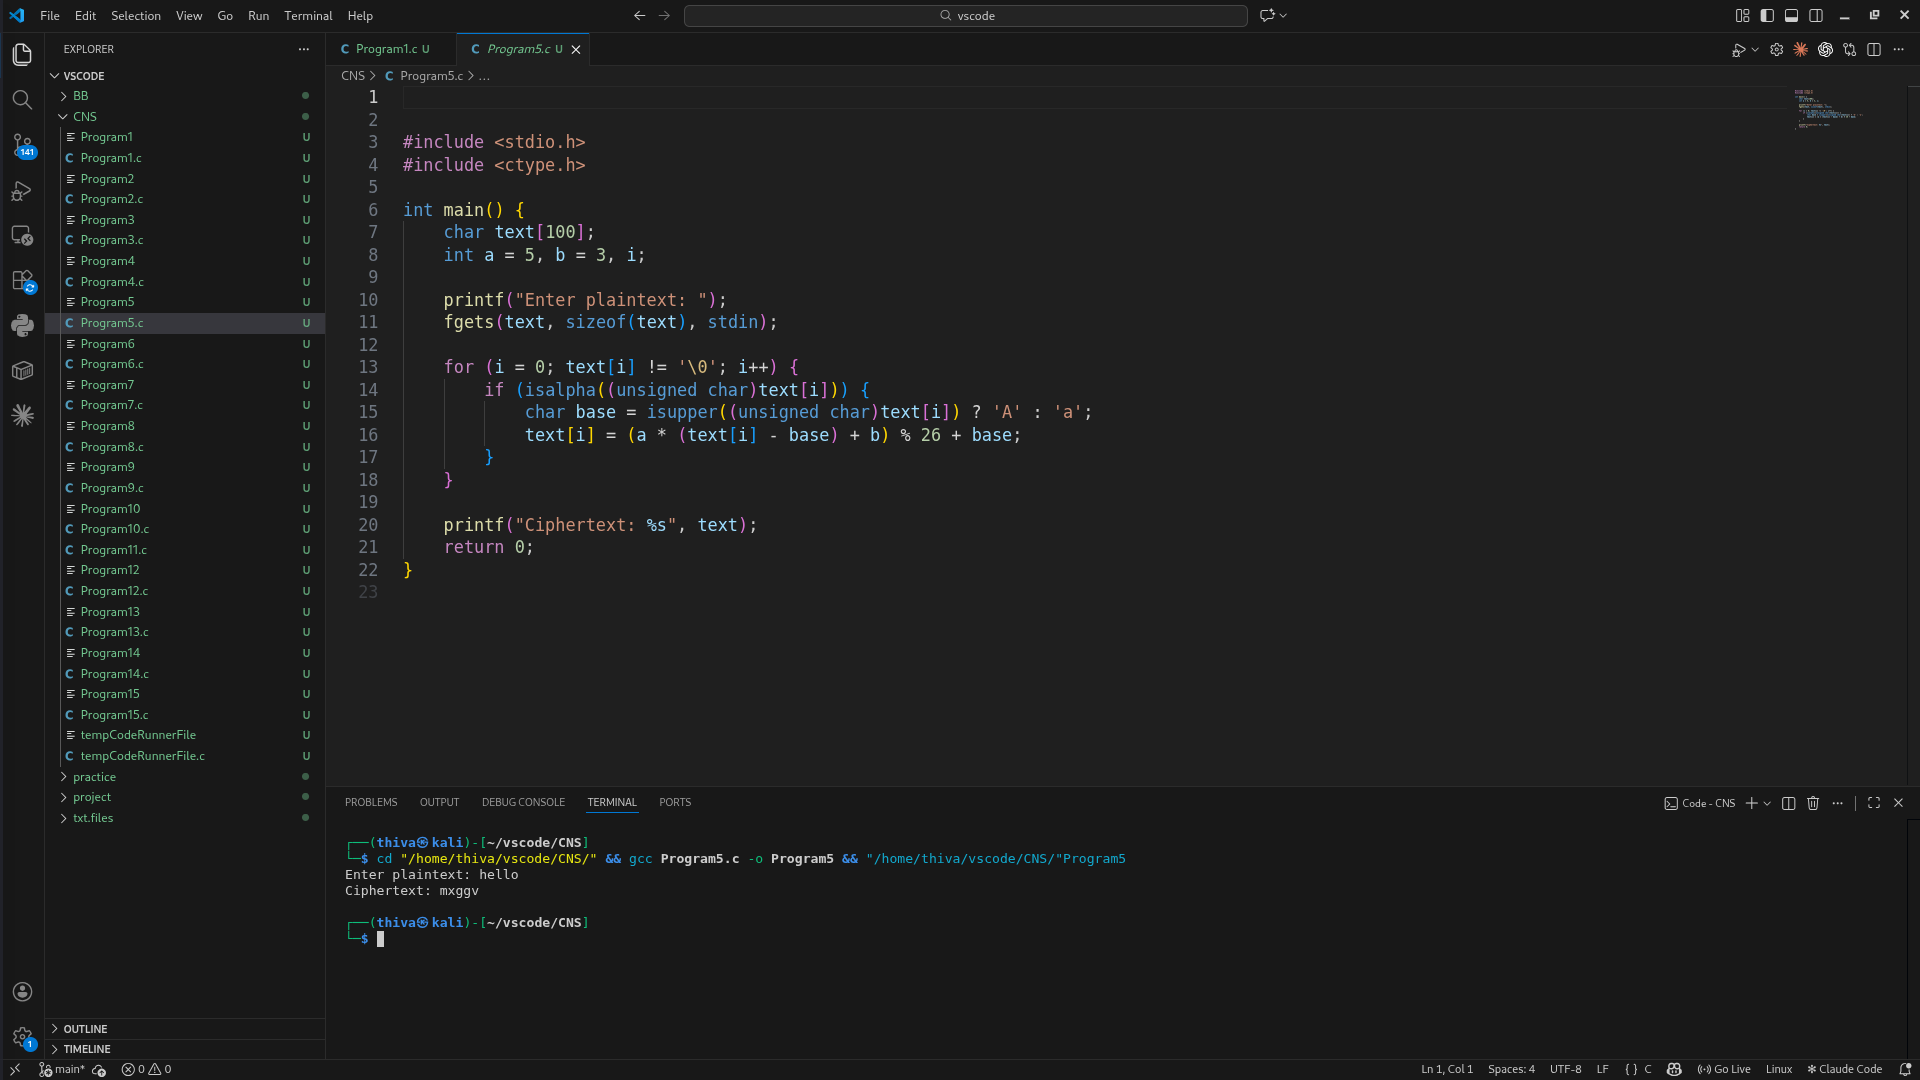 File Edit Selection View Go Run Terminal Help
vscode
EXPLORER
VSCODE
BB
CNS
Program1 U
Program1.c U
Program2 U
Program2.c U
Program3 U
Program3.c U
Program4 U
Program4.c U
Program5 U
Program5.c U
Program6 U
Program6.c U
Program7 U
Program7.c U
Program8 U
Program8.c U
Program9 U
Program9.c U
Program10 U
Program10.c U
Program11.c U
Program12 U
Program12.c U
Program13 U
Program13.c U
Program14 U
Program14.c U
Program15 U
Program15.c U
tempCodeRunnerFile U
tempCodeRunnerFile.c U
practice
project
txt.files
OUTLINE
TIMELINE
141
1
C Program1.c U
C Program5.c U
CNS > C Program5.c > ...
1
2
3 #include <stdio.h>
4 #include <ctype.h>
5
6 int main() {
7 char text[100];
8 int a = 5, b = 3, i;
9
10 printf("Enter plaintext: ");
11 fgets(text, sizeof(text), stdin);
12
13 for (i = 0; text[i] != '\0'; i++) {
14 if (isalpha((unsigned char)text[i])) {
15 char base = isupper((unsigned char)text[i]) ? 'A' : 'a';
16 text[i] = (a * (text[i] - base) + b) % 26 + base;
17 }
18 }
19
20 printf("Ciphertext: %s", text);
21 return 0;
22 }
23
PROBLEMS OUTPUT DEBUG CONSOLE TERMINAL PORTS
Code - CNS
┌──(thiva㉿kali)-[~/vscode/CNS]
└─$ cd "/home/thiva/vscode/CNS/" && gcc Program5.c -o Program5 && "/home/thiva/vscode/CNS/"Program5
Enter plaintext: hello
Ciphertext: mxggv
┌──(thiva㉿kali)-[~/vscode/CNS]
└─$
main* 0 0
Ln 1, Col 1 Spaces: 4 UTF-8 LF { } C Go Live Linux Claude Code